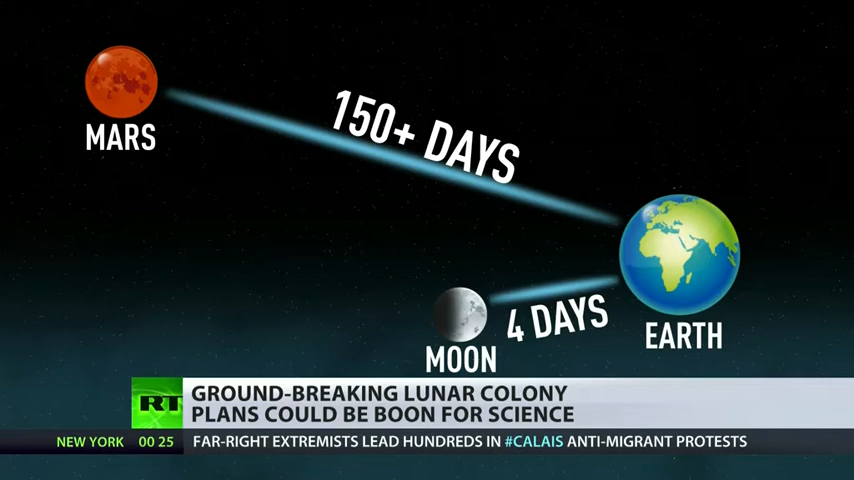 MARS
150+ DAYS
4 DAYS
EARTH
MOON
RT
GROUND-BREAKING LUNAR COLONY
PLANS COULD BE BOON FOR SCIENCE
NEW YORK 00 25 FAR-RIGHT EXTREMISTS LEAD HUNDREDS IN #CALAIS ANTI-MIGRANT PROTESTS